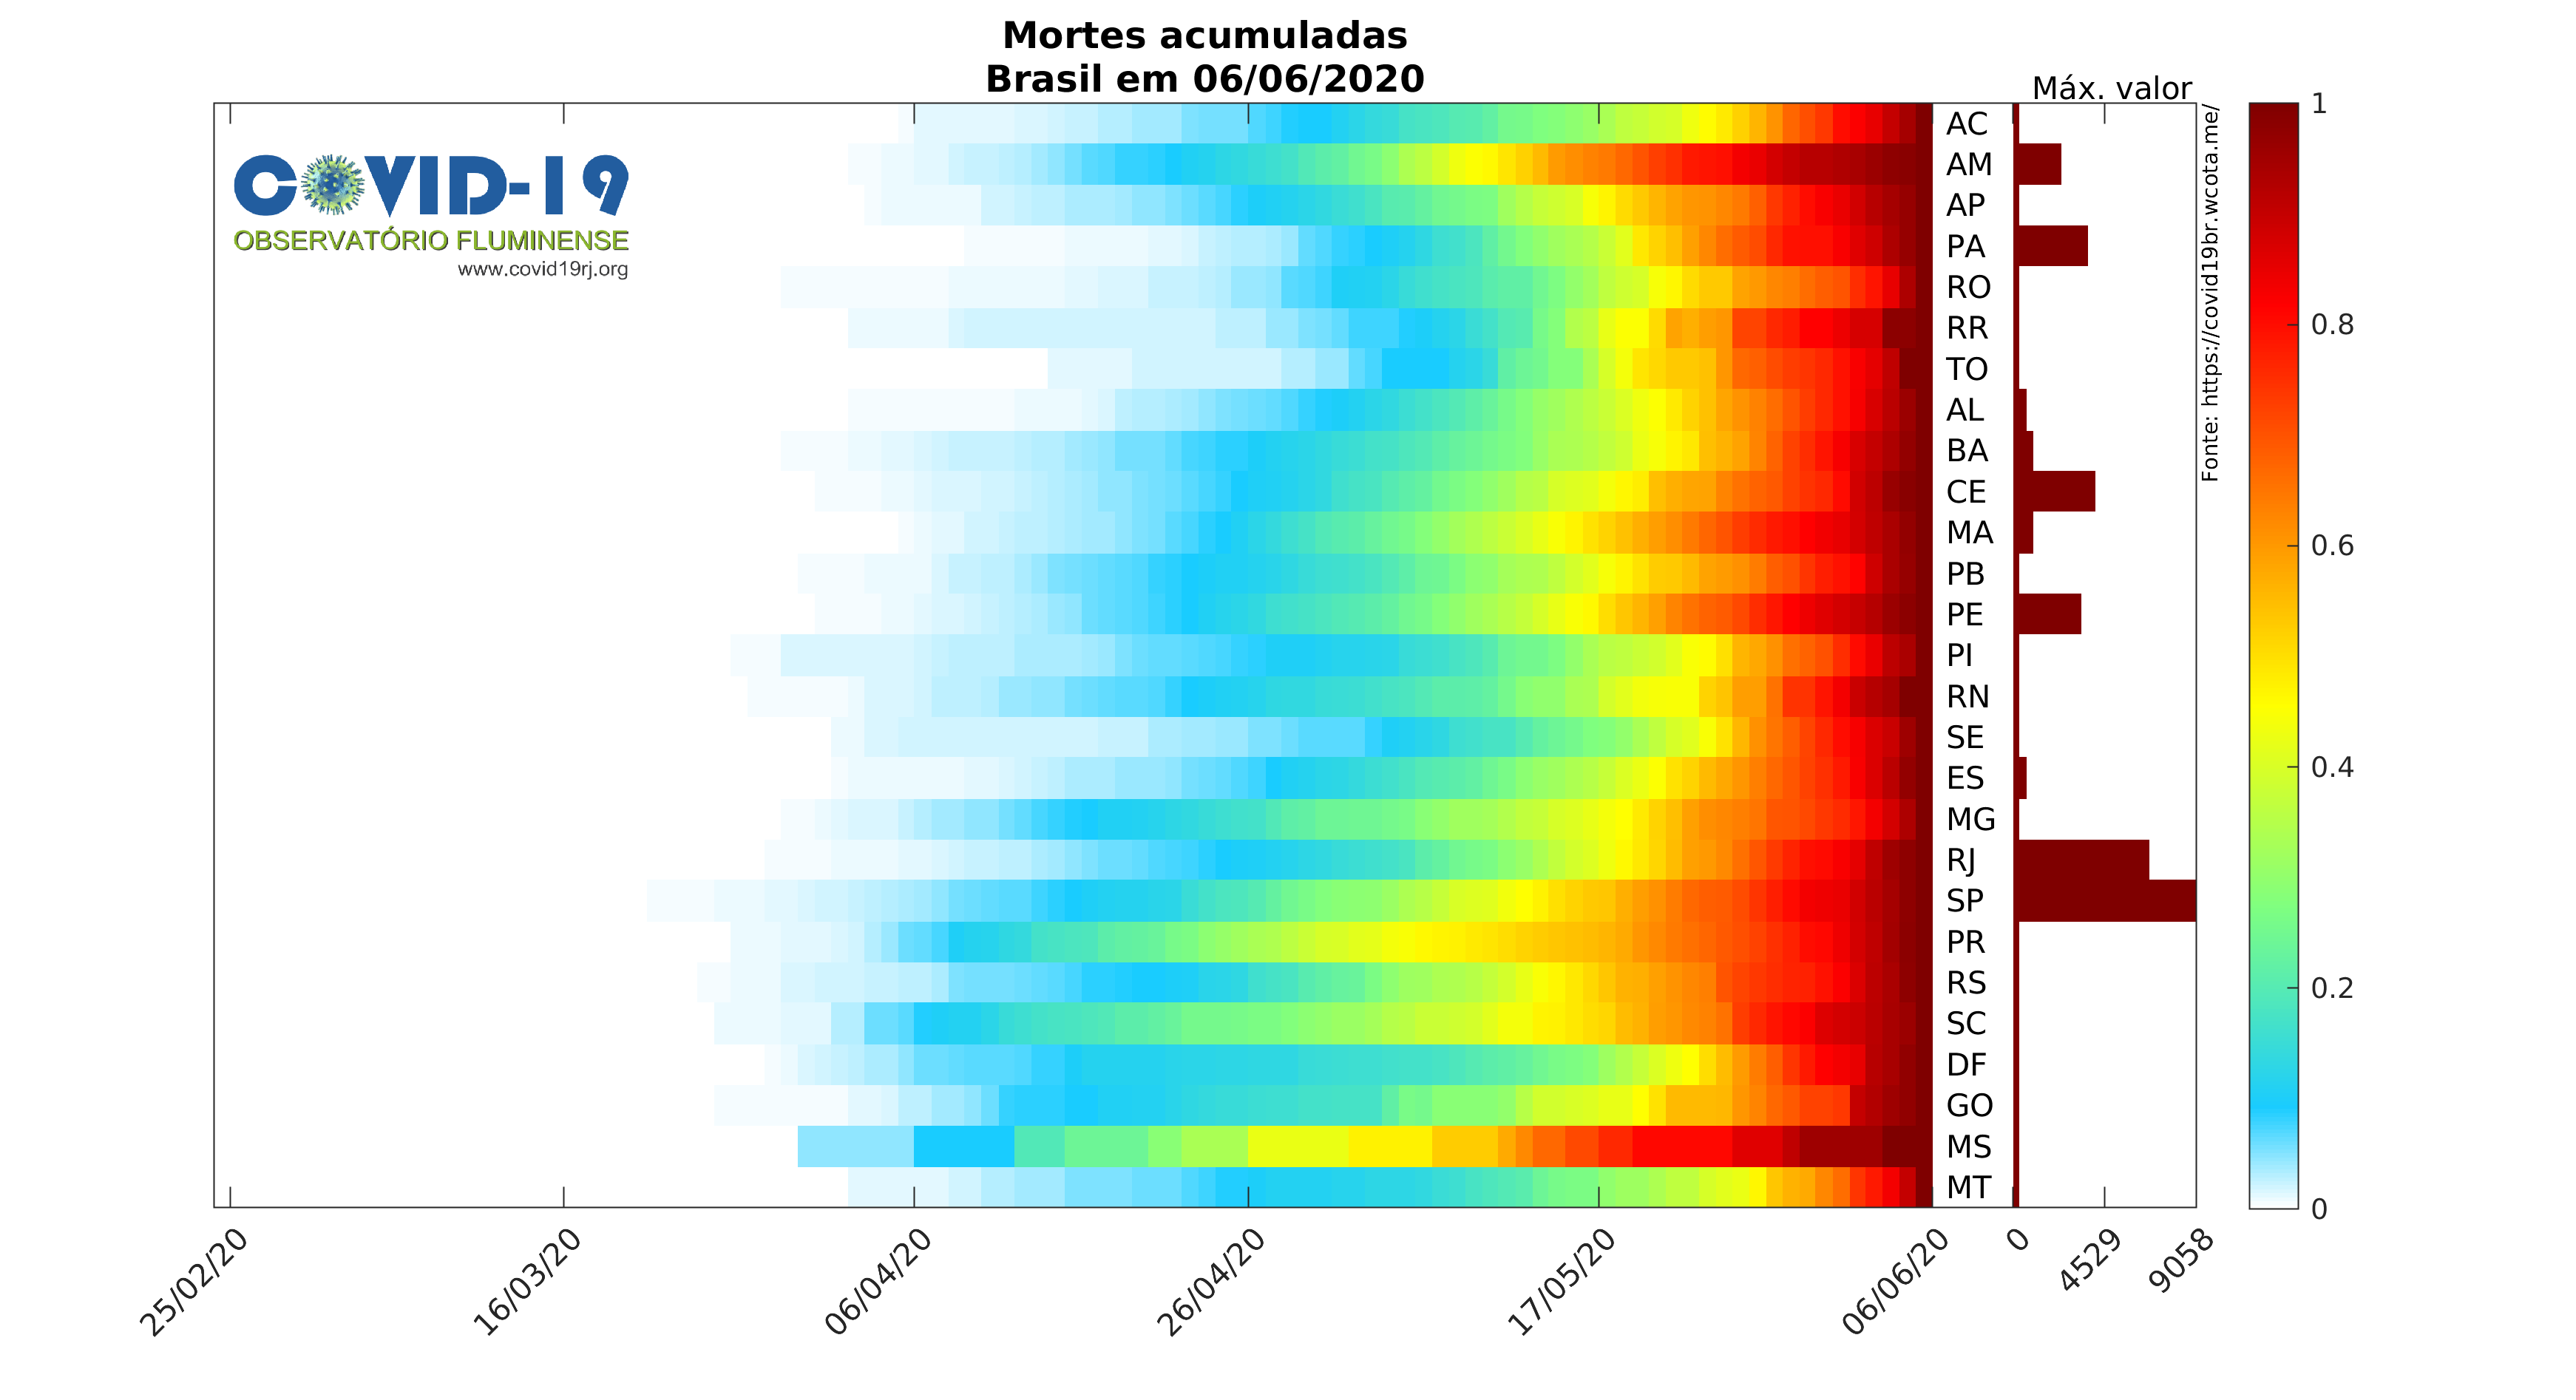 Mortes acumuladas
Brasil em 06/06/2020
Máx. valor
COVID-19
OBSERVATÓRIO FLUMINENSE
www.covid19rj.org
AC
AM
AP
PA
RO
RR
TO
AL
BA
CE
MA
PB
PE
PI
RN
SE
ES
MG
RJ
SP
PR
RS
SC
DF
GO
MS
MT
Fonte: https://covid19br.wcota.me/
1
0.8
0.6
0.4
0.2
0
25/02/20
16/03/20
06/04/20
26/04/20
17/05/20
06/06/20
0
4529
9058